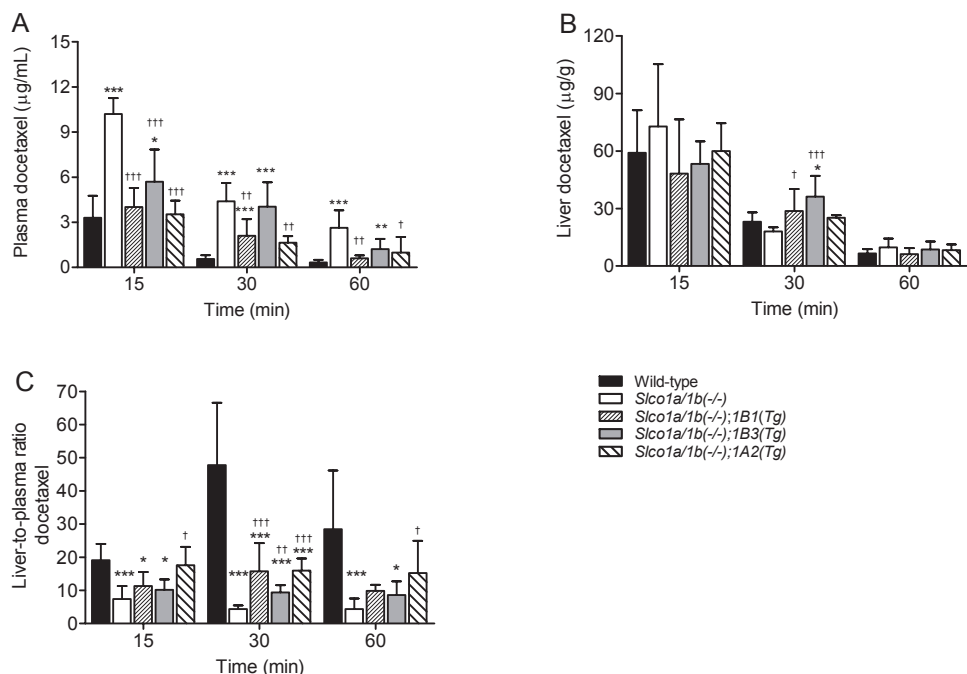 A
Plasma docetaxel (µg/mL)
15
12
9
6
3
0
***
†††
†††
*
†††
***
††
***
***
††
***
††
**
†
15 30 60
Time (min)
B
Liver docetaxel (µg/g)
120
90
60
30
0
†
†††
*
15 30 60
Time (min)
C
Liver-to-plasma ratio
docetaxel
70
60
50
40
30
20
10
0
***
*
*
†
***
†††
***
††
***
†††
***
***
*
†
15 30 60
Time (min)
Wild-type
Slco1a/1b(-/-)
Slco1a/1b(-/-);1B1(Tg)
Slco1a/1b(-/-);1B3(Tg)
Slco1a/1b(-/-);1A2(Tg)